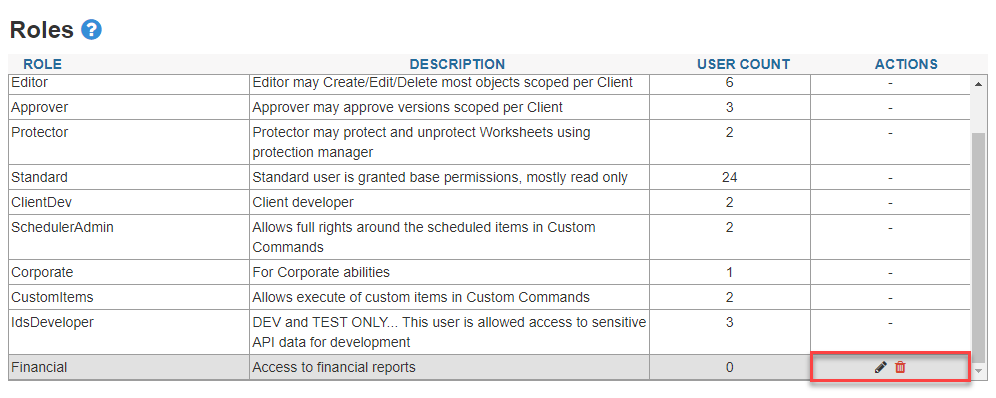 Roles ?
ROLE DESCRIPTION USER COUNT ACTIONS
Editor Editor may Create/Edit/Delete most objects scoped per Client 6 -
Approver Approver may approve versions scoped per Client 3 -
Protector Protector may protect and unprotect Worksheets using 2 -
protection manager
Standard Standard user is granted base permissions, mostly read only 24 -
ClientDev Client developer 2 -
SchedulerAdmin Allows full rights around the scheduled items in Custom 2 -
Commands
Corporate For Corporate abilities 1 -
CustomItems Allows execute of custom items in Custom Commands 2 -
IdsDeveloper DEV and TEST ONLY... This user is allowed access to sensitive 3 -
API data for development
Financial Access to financial reports 0